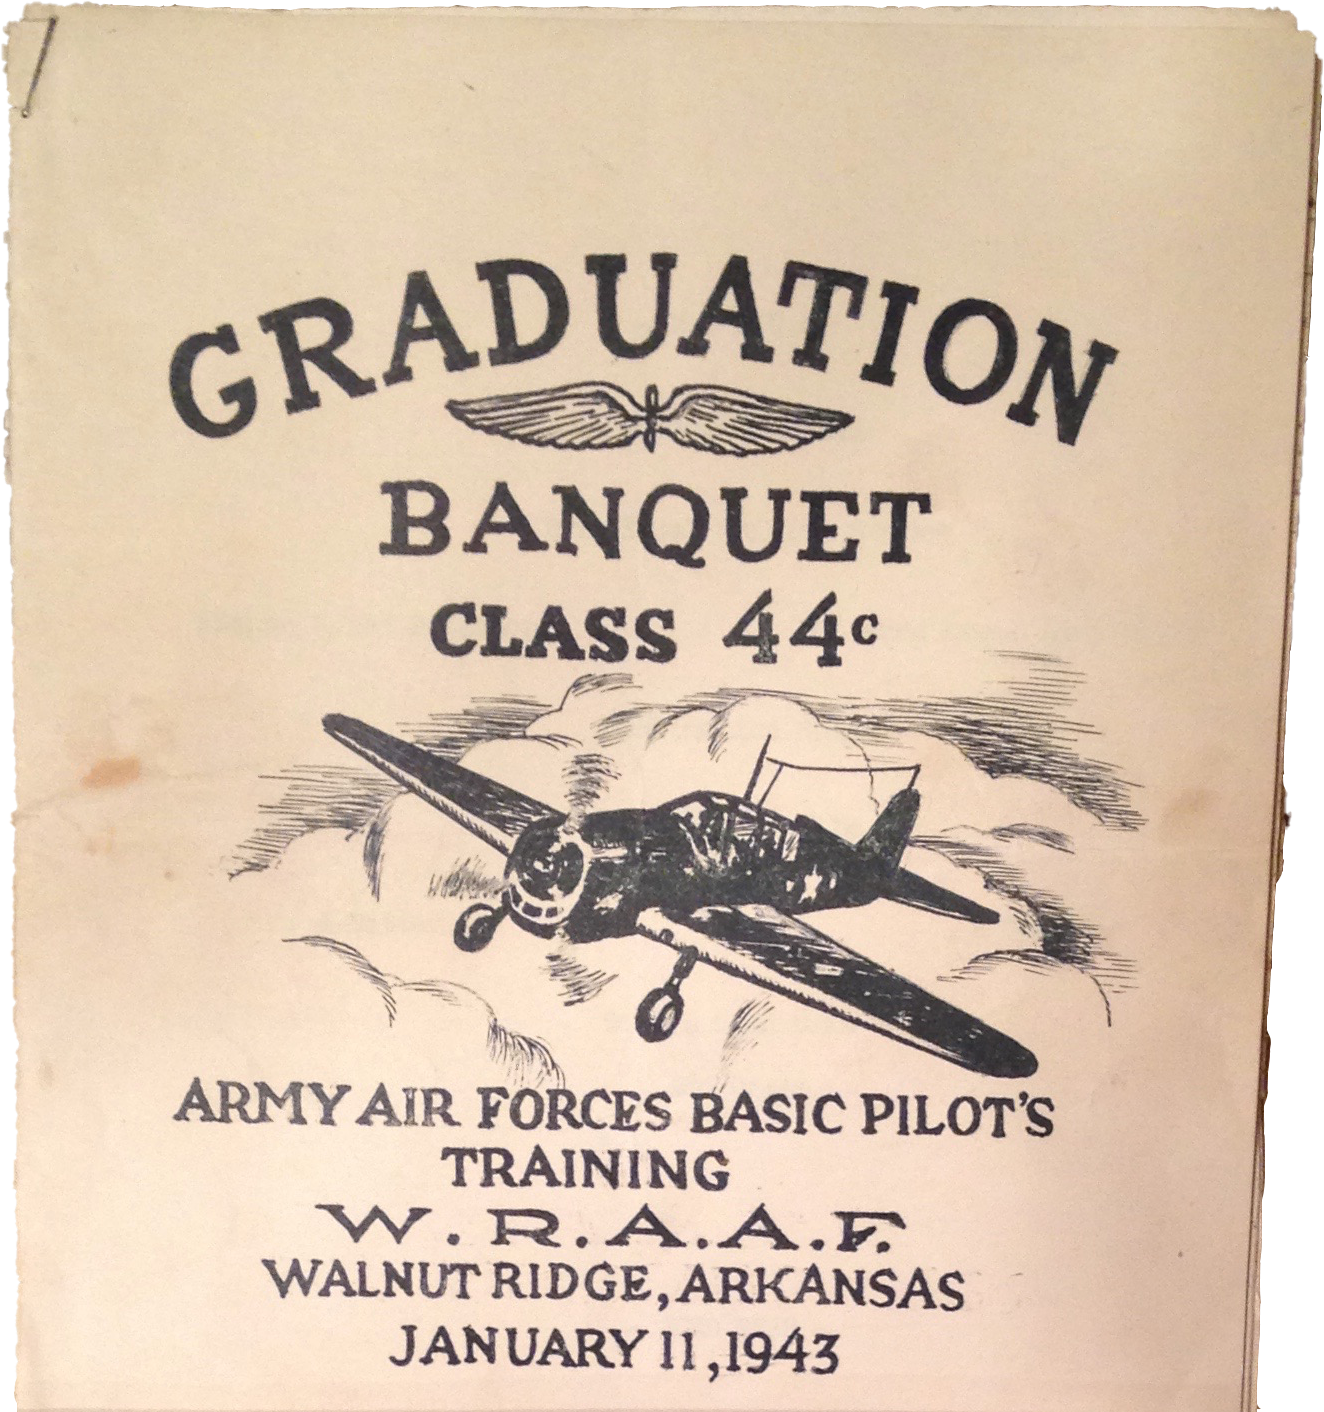 GRADUATION
BANQUET
CLASS 44c
ARMY AIR FORCES BASIC PILOT'S
TRAINING
W.R.A.A.F.
WALNUT RIDGE, ARKANSAS
JANUARY 11, 1943